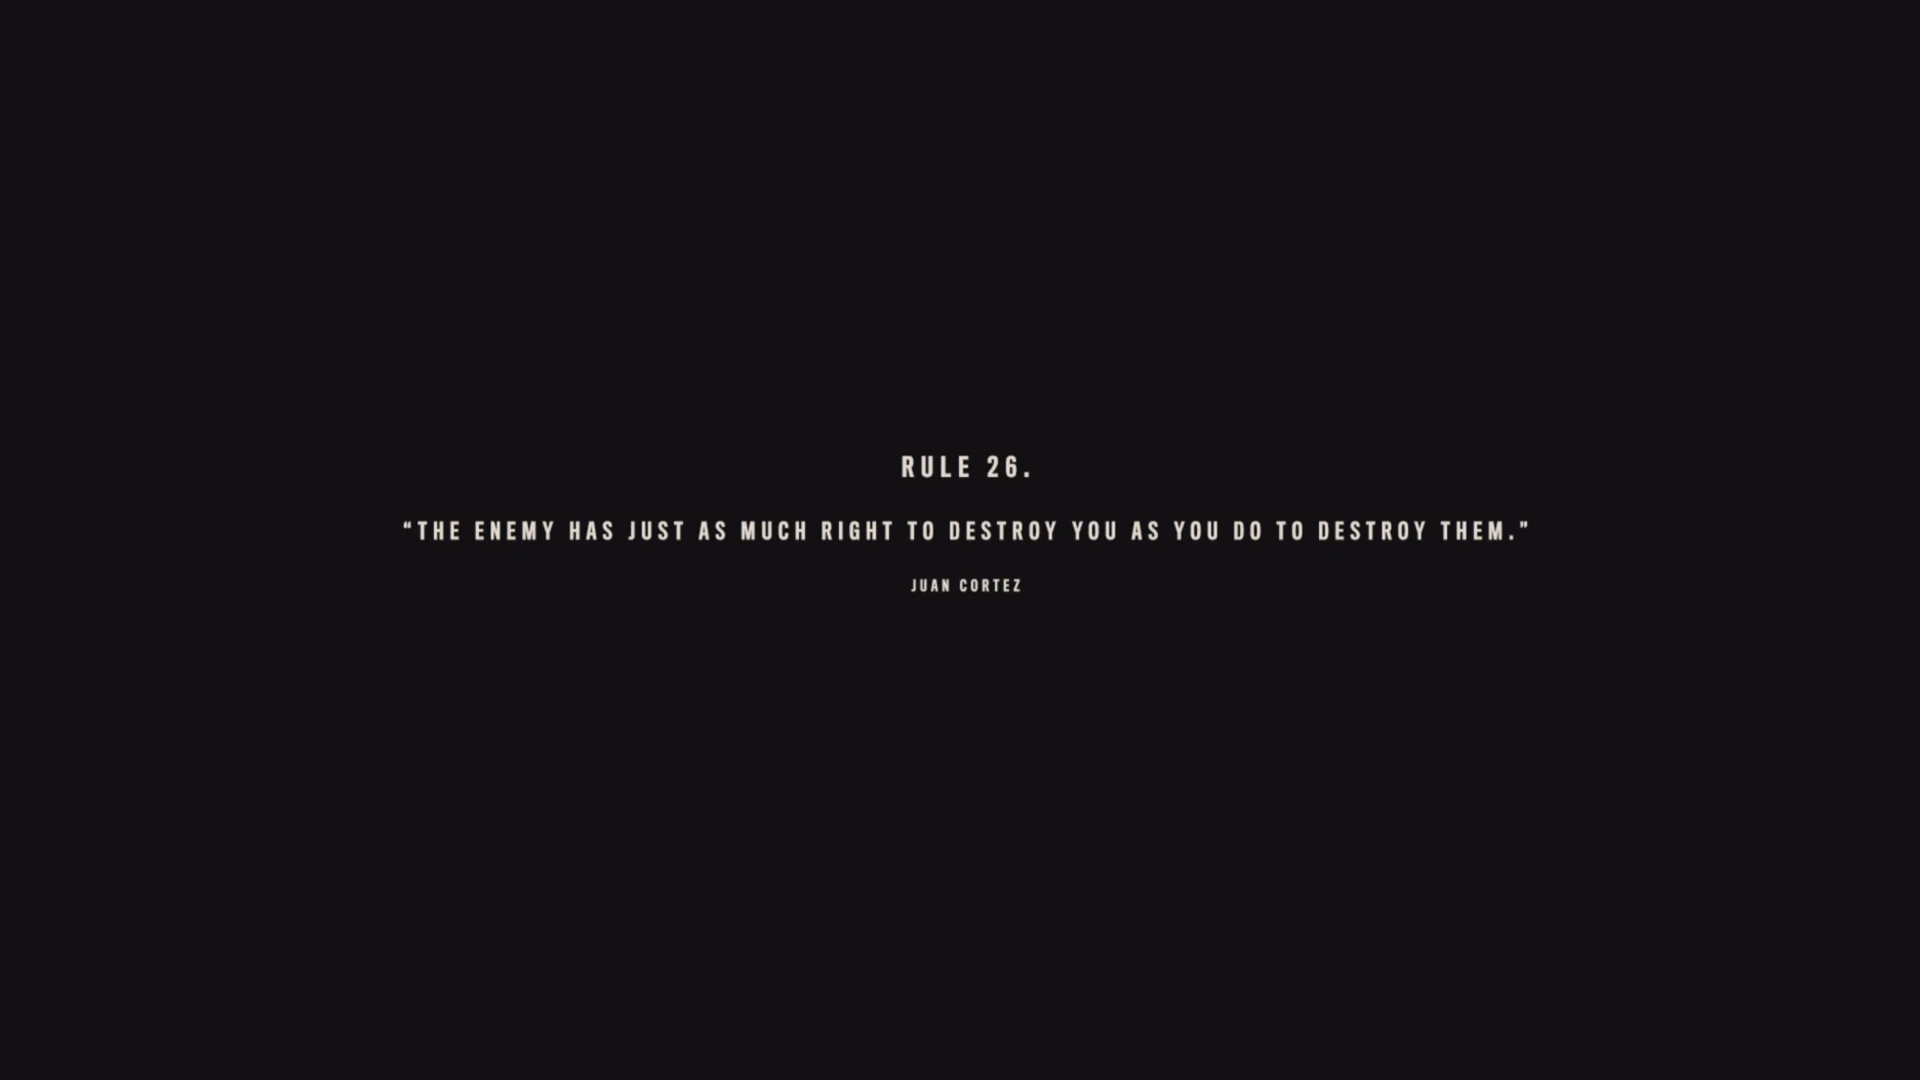 RULE 26.
“THE ENEMY HAS JUST AS MUCH RIGHT TO DESTROY YOU AS YOU DO TO DESTROY THEM.”
JUAN CORTEZ